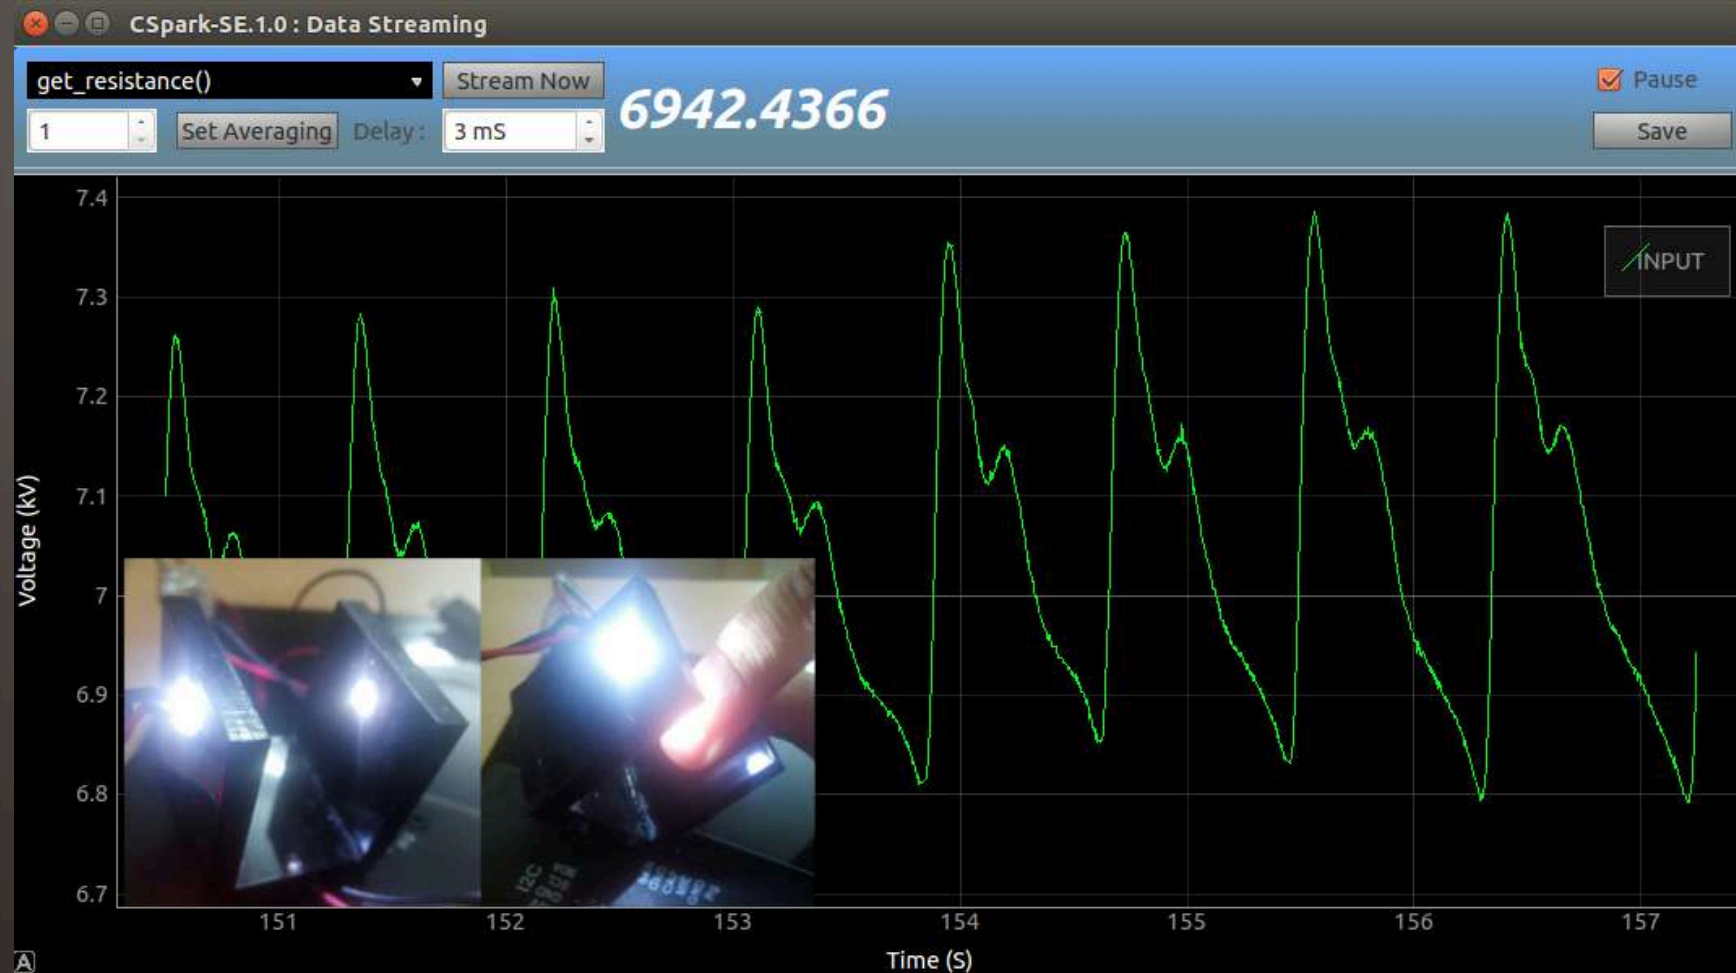 CSpark-SE.1.0 : Data Streaming
get_resistance()
Stream Now
6942.4366
Pause
1
Set Averaging
Delay :
3 mS
Save
7.4
7.3
7.2
7.1
7
6.9
6.8
6.7
Voltage (kV)
INPUT
I2C
151 152 153 154 155 156 157
Time (S)
A